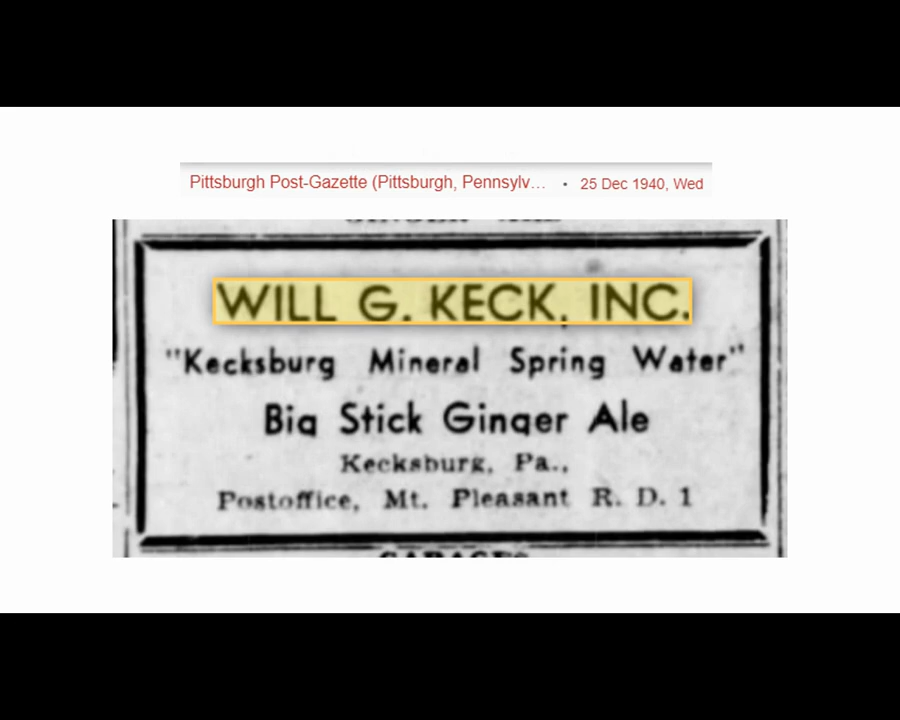 Pittsburgh Post-Gazette (Pittsburgh, Pennsylv... • 25 Dec 1940, Wed
WILL G. KECK, INC.
"Kecksburg Mineral Spring Water"
Big Stick Ginger Ale
Kecksburg, Pa.,
Postoffice, Mt. Pleasant R. D. 1